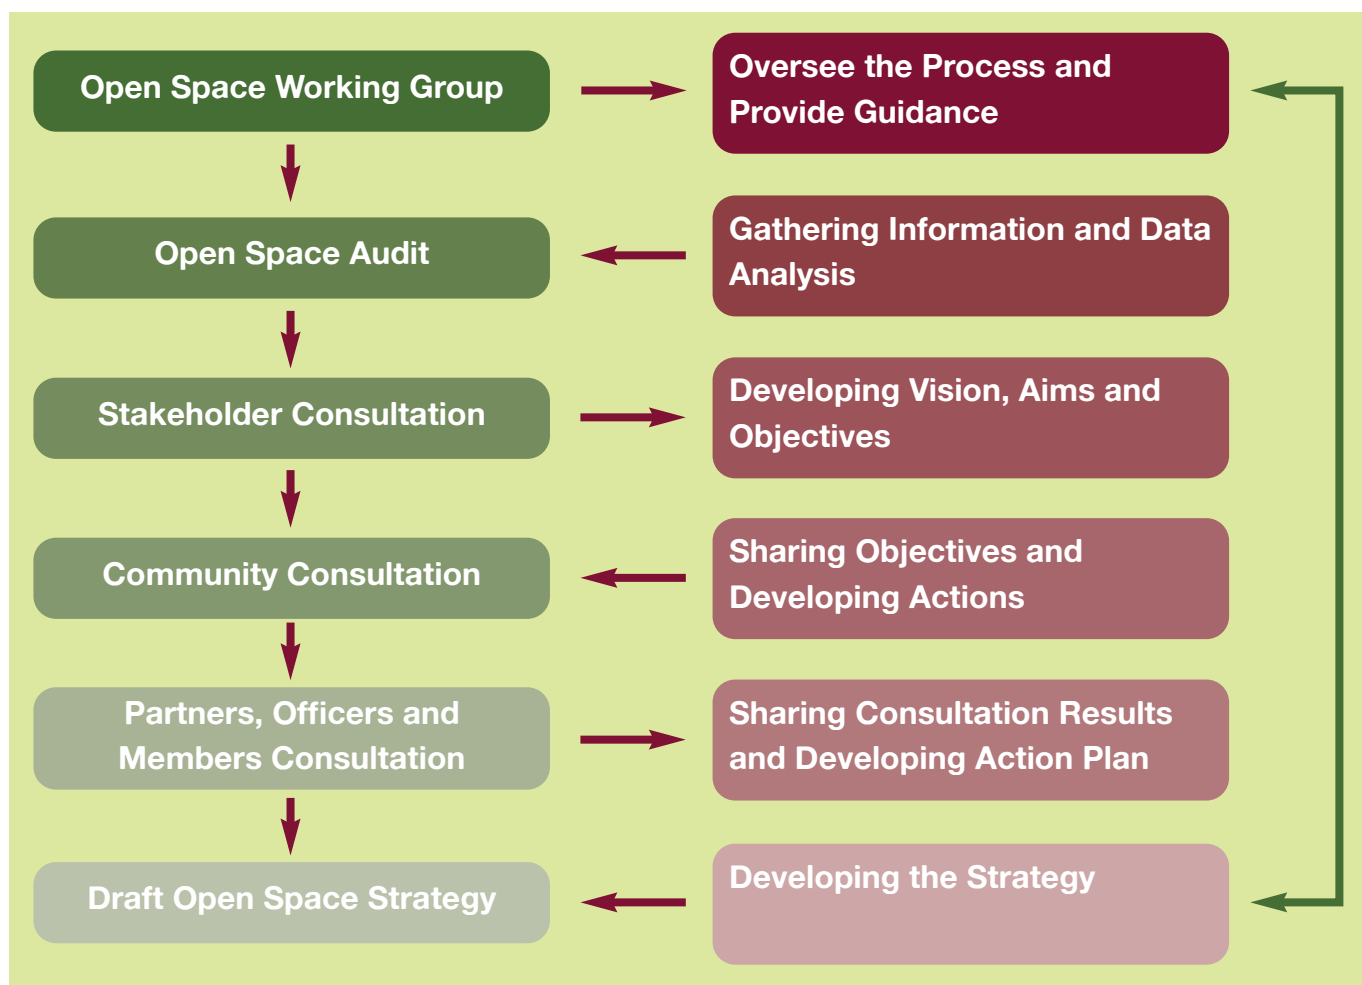 Open Space Working Group
Oversee the Process and
Provide Guidance
Open Space Audit
Gathering Information and Data
Analysis
Stakeholder Consultation
Developing Vision, Aims and
Objectives
Community Consultation
Sharing Objectives and
Developing Actions
Partners, Officers and
Members Consultation
Sharing Consultation Results
and Developing Action Plan
Draft Open Space Strategy
Developing the Strategy